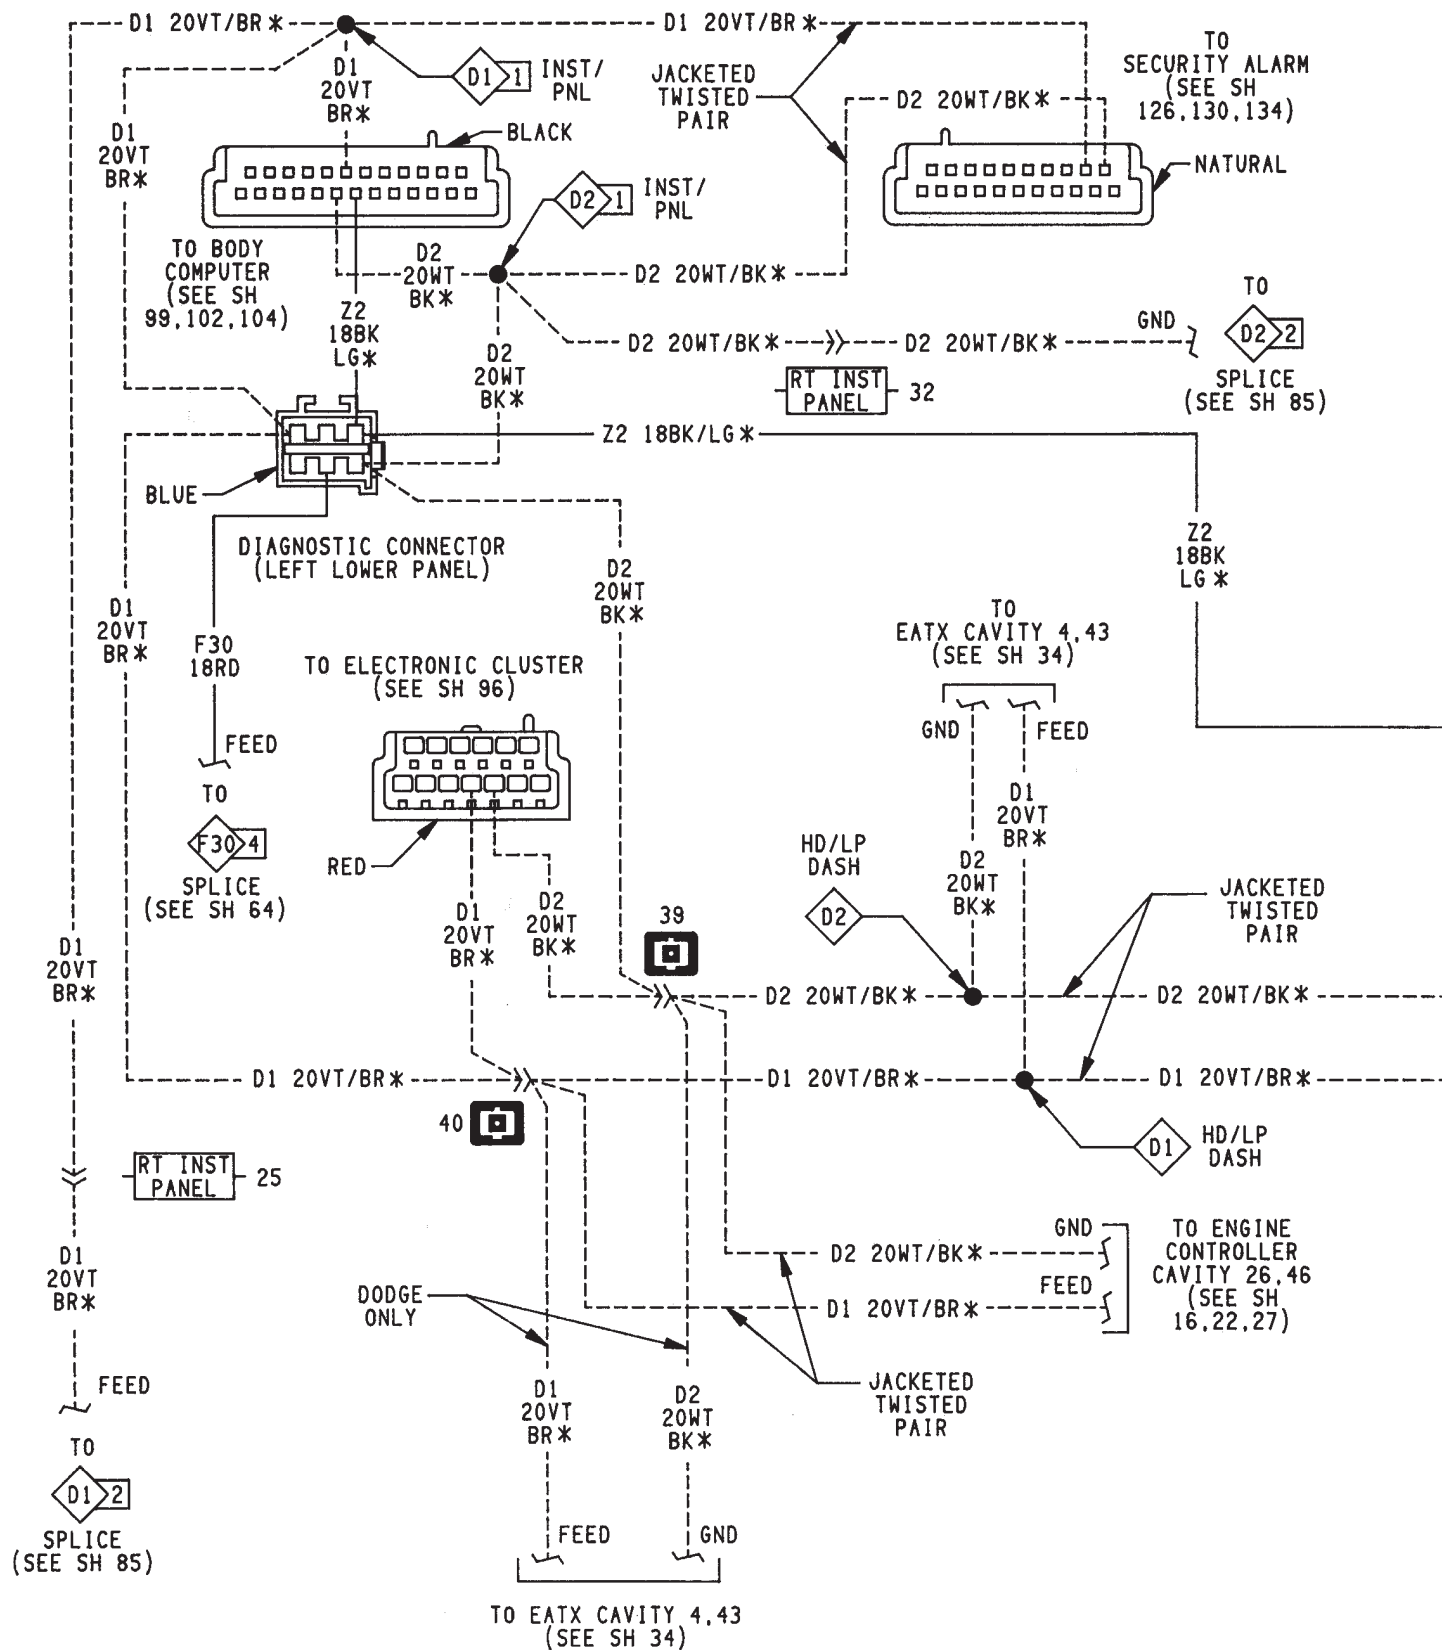 D1 20VT/BR*
D1 20VT/BR*
TO
SECURITY ALARM
(SEE SH
126,130,134)
D1
20VT
BR*
D1 1
INST/
PNL
JACKETED
TWISTED
PAIR
D2 20WT/BK*
D1
20VT
BR*
BLACK
NATURAL
D2 1
INST/
PNL
TO BODY
COMPUTER
(SEE SH
99,102,104)
D2
20WT
BK*
D2 20WT/BK*
TO
Z2
18BK
LG*
GND
D2 2
D2
20WT
BK*
D2 20WT/BK*
D2 20WT/BK*
RT INST
PANEL
32
SPLICE
(SEE SH 85)
Z2 18BK/LG*
BLUE
DIAGNOSTIC CONNECTOR
(LEFT LOWER PANEL)
Z2
18BK
LG*
D2
20WT
BK*
D1
20VT
BR*
F30
18RD
TO
EATX CAVITY 4,43
(SEE SH 34)
TO ELECTRONIC CLUSTER
(SEE SH 96)
GND
FEED
FEED
TO
D1
20VT
BR*
F30 4
HD/LP
DASH
RED
D2
20WT
BK*
SPLICE
(SEE SH 64)
D1
20VT
BR*
D2
20WT
BK*
39
D2
JACKETED
TWISTED
PAIR
D1
20VT
BR*
D2 20WT/BK*
D2 20WT/BK*
D1 20VT/BR*
D1 20VT/BR*
D1 20VT/BR*
40
D1
HD/LP
DASH
RT INST
PANEL
25
GND
TO ENGINE
CONTROLLER
CAVITY 26,46
(SEE SH
16,22,27)
D2 20WT/BK*
D1
20VT
BR*
FEED
DODGE
ONLY
D1 20VT/BR*
FEED
D1
20VT
BR*
D2
20WT
BK*
JACKETED
TWISTED
PAIR
TO
D1 2
SPLICE
(SEE SH 85)
FEED
GND
TO EATX CAVITY 4,43
(SEE SH 34)